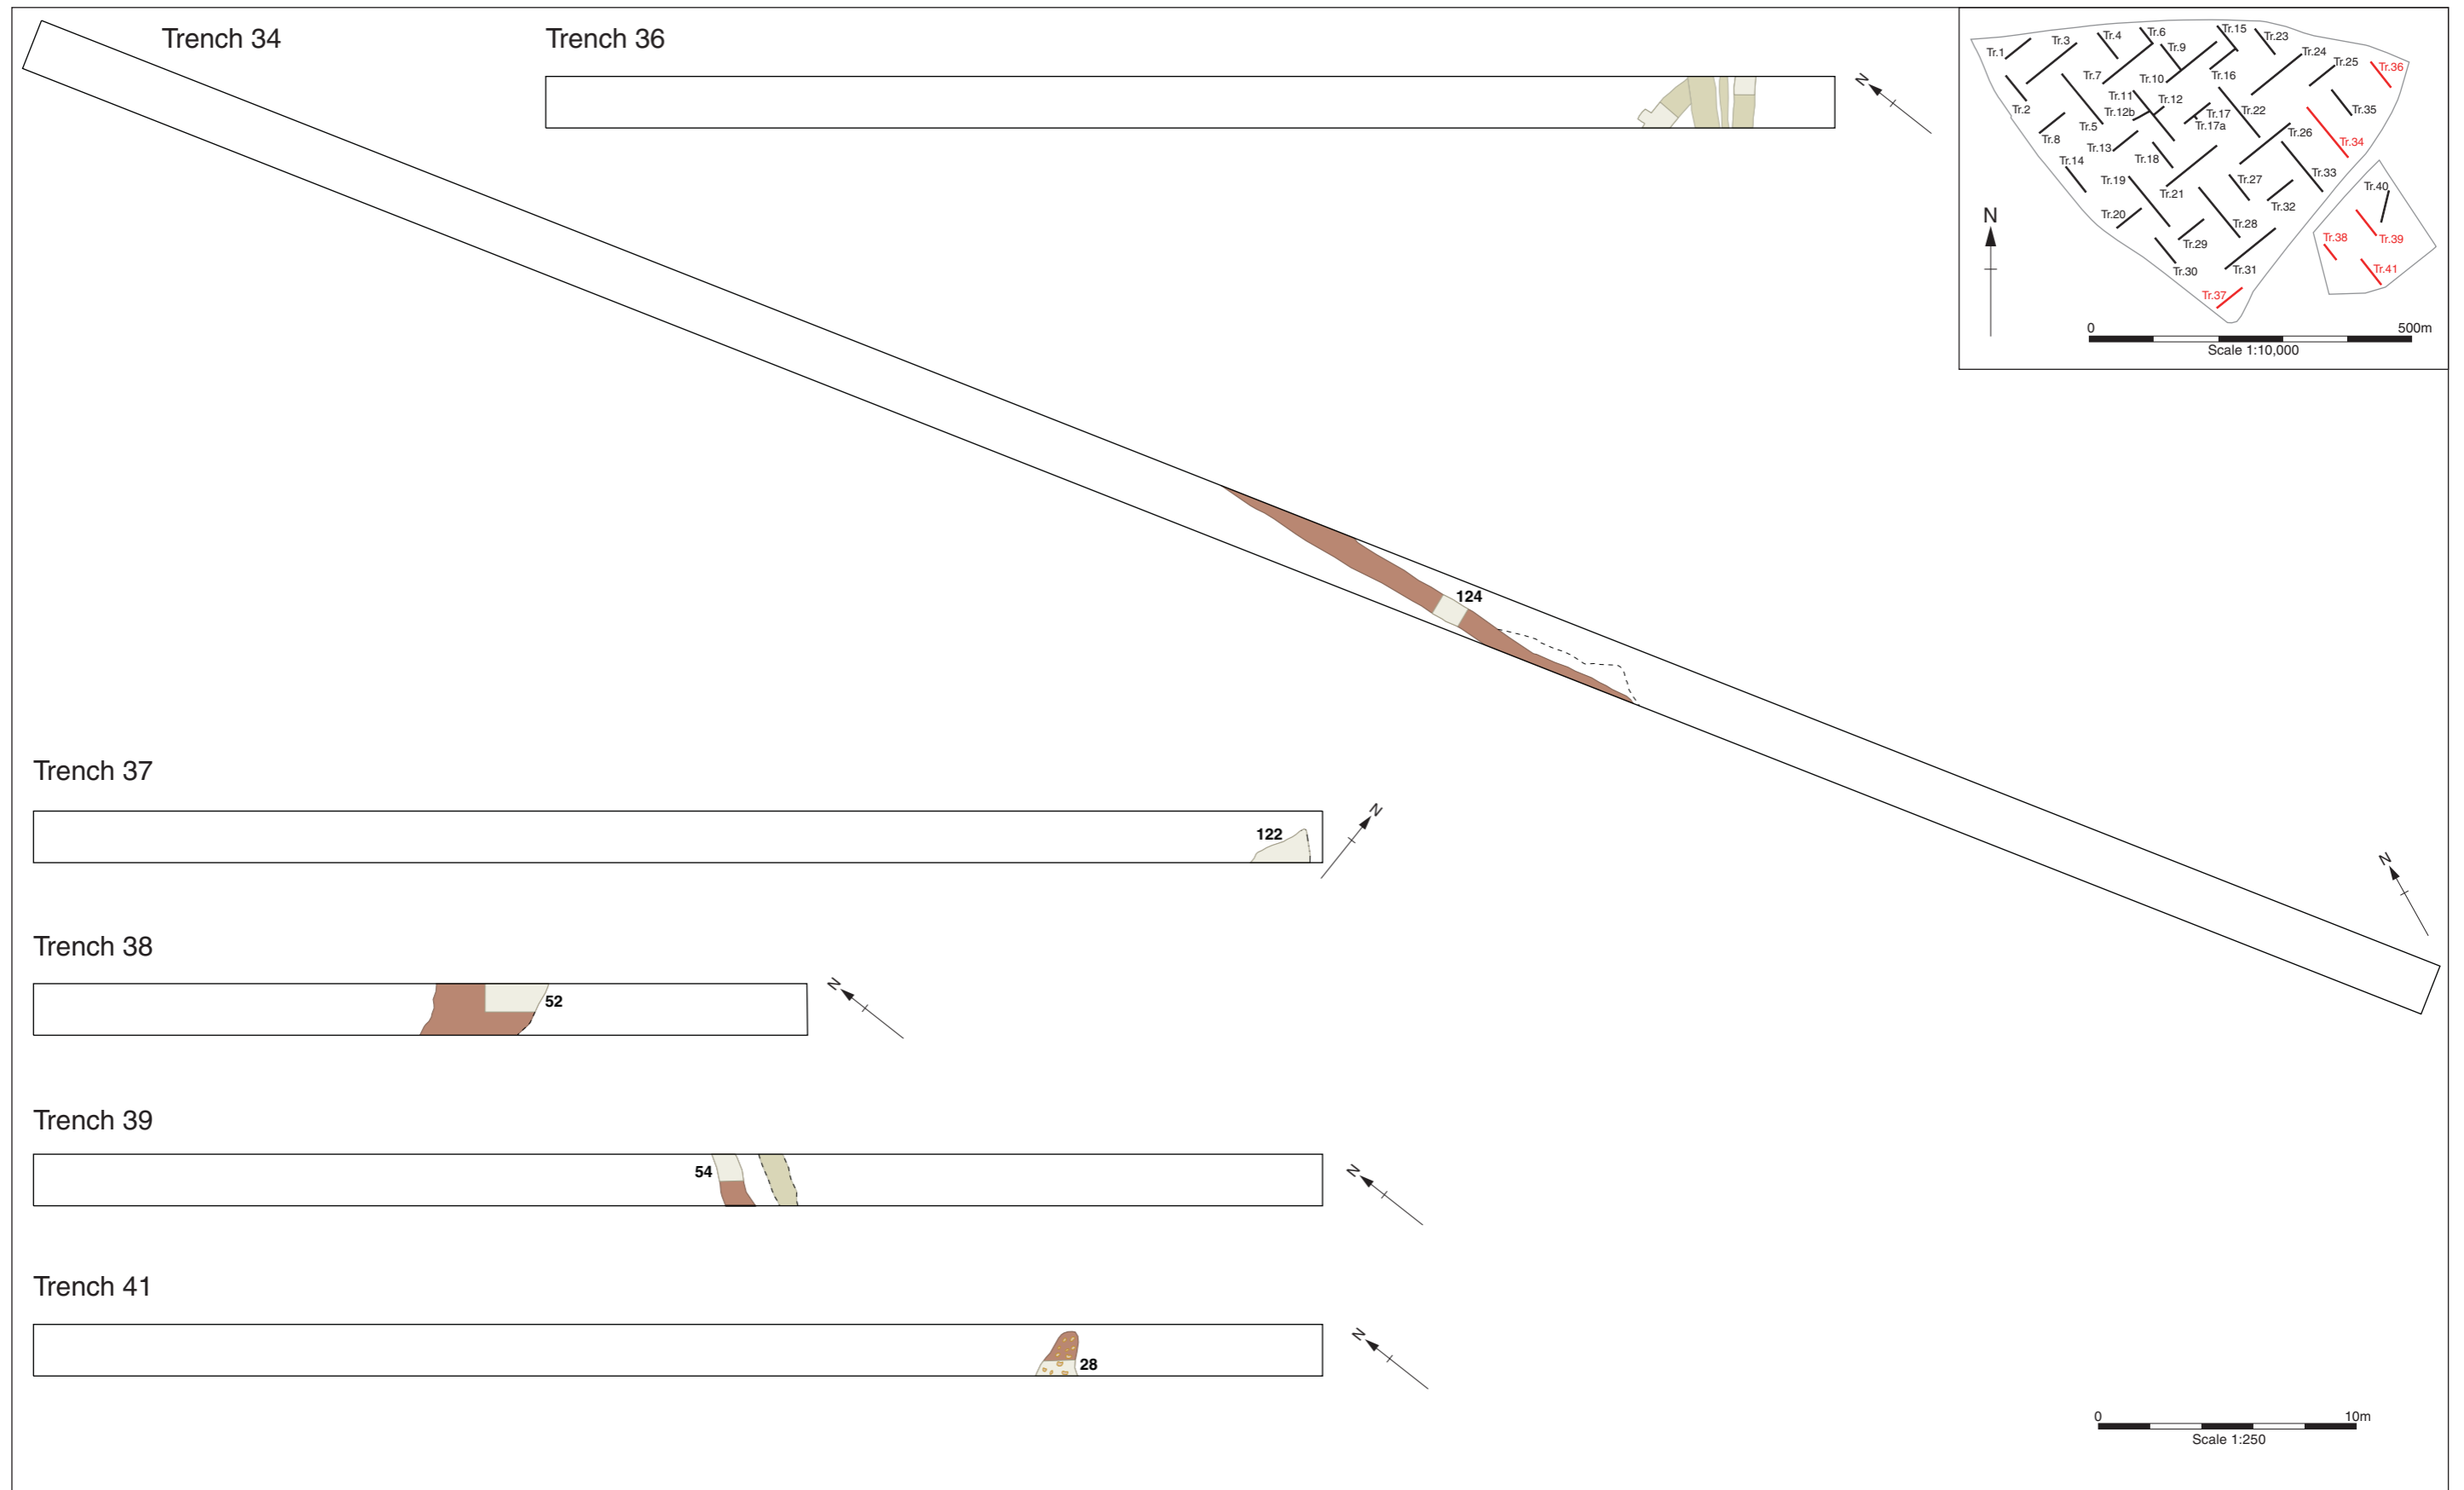 Trench 34
Trench 36
N
Tr.1
Tr.3
Tr.4
Tr.6
Tr.9
Tr.15
Tr.23
Tr.24
Tr.25
Tr.36
Tr.7
Tr.10
Tr.16
Tr.2
Tr.5
Tr.11
Tr.12
Tr.12b
Tr.17
Tr.17a
Tr.22
Tr.35
Tr.8
Tr.13
Tr.26
Tr.34
Tr.14
Tr.18
Tr.33
Tr.19
Tr.21
Tr.27
Tr.40
Tr.20
Tr.32
Tr.28
Tr.29
Tr.38
Tr.39
Tr.30
Tr.31
Tr.41
Tr.37
N
0 500m
Scale 1:10,000
124
Trench 37
122
N
N
Trench 38
52
N
Trench 39
54
N
Trench 41
28
N
0 10m
Scale 1:250